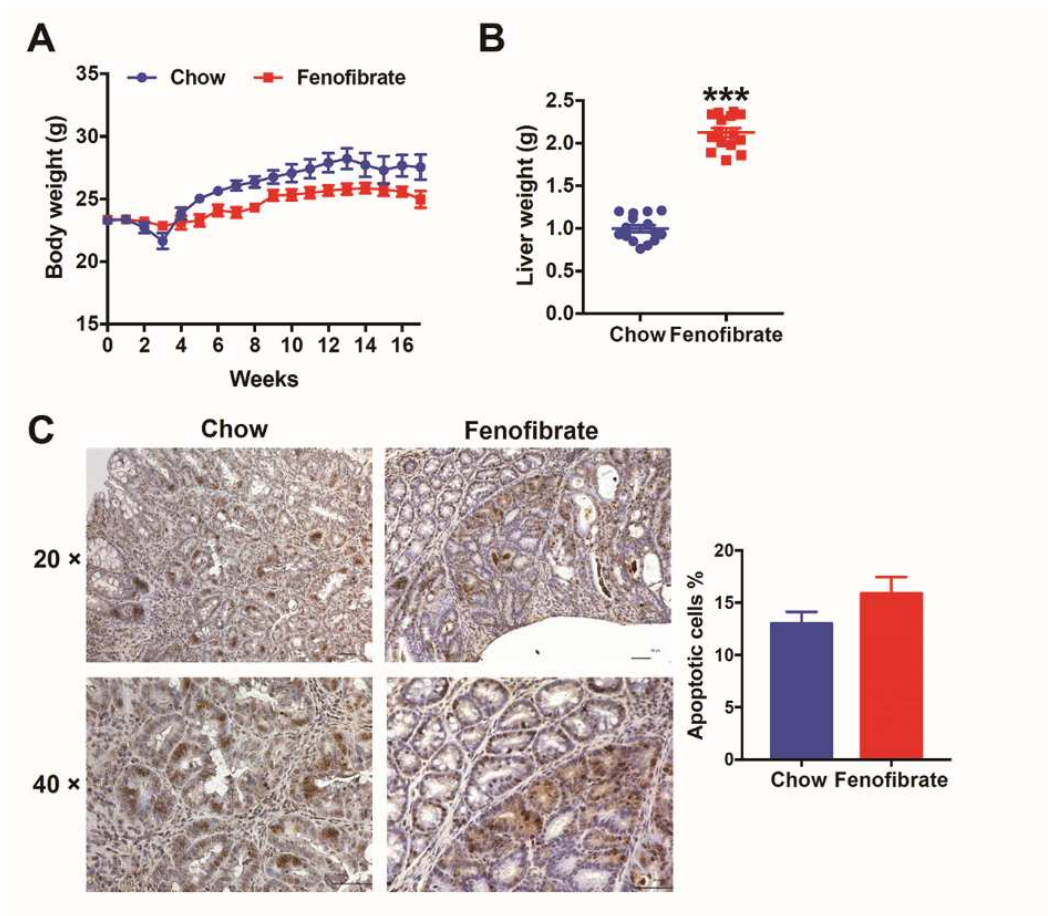 A
B
35
30
25
20
15
Body weight (g)
Chow
Fenofibrate
0 2 4 6 8 10 12 14 16
Weeks
2.5
2.0
1.5
1.0
0.5
0.0
Liver weight (g)
***
Chow Fenofibrate
C
Chow
Fenofibrate
20 ×
40 ×
20
15
10
5
0
Apoptotic cells %
Chow Fenofibrate